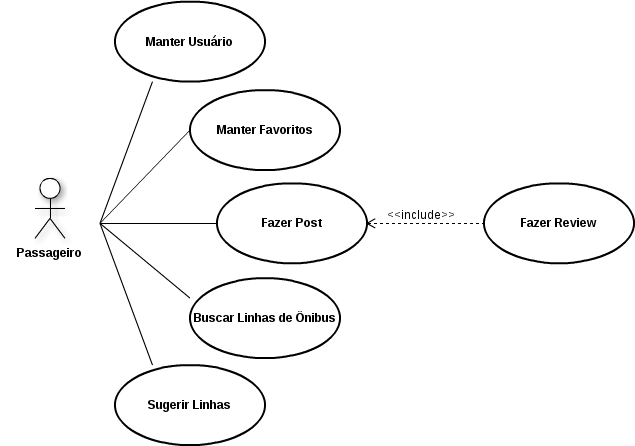 Manter Usuário
Manter Favoritos
Passageiro
Fazer Post
<<include>>
Fazer Review
Buscar Linhas de Ônibus
Sugerir Linhas